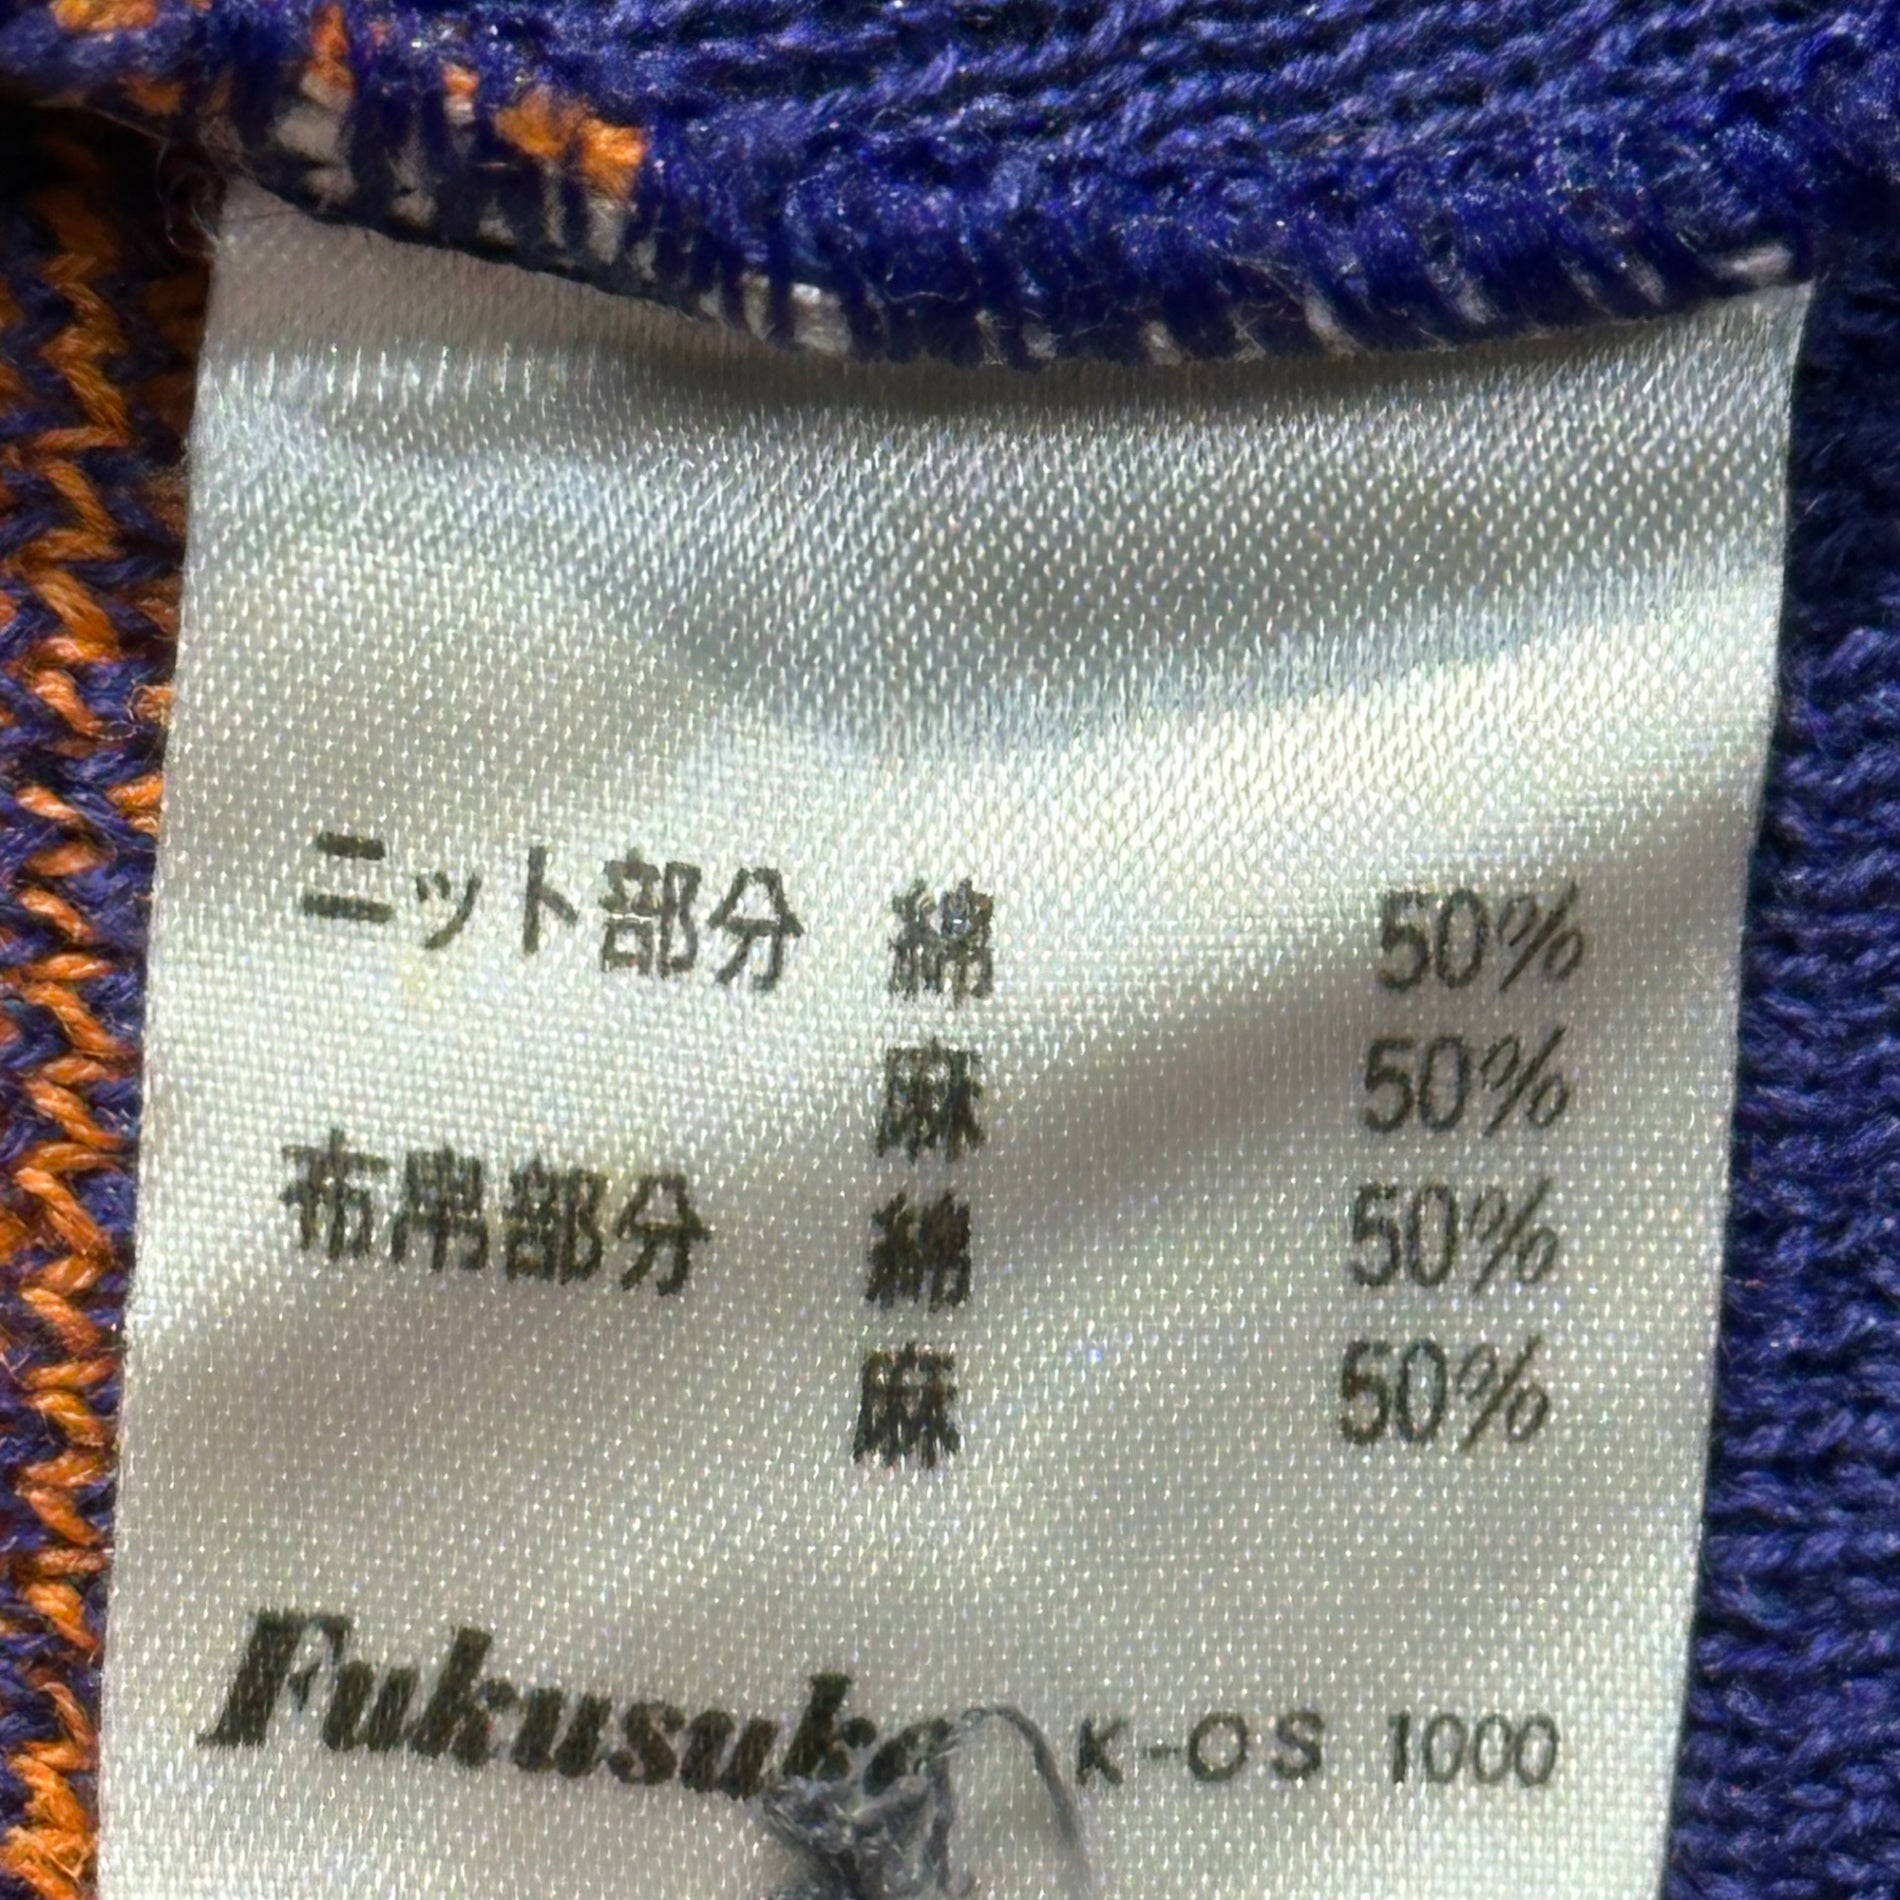 ニット部分 綿 50%
麻 50%
布帛部分 綿 50%
麻 50%
Fukuske K-OS 1000